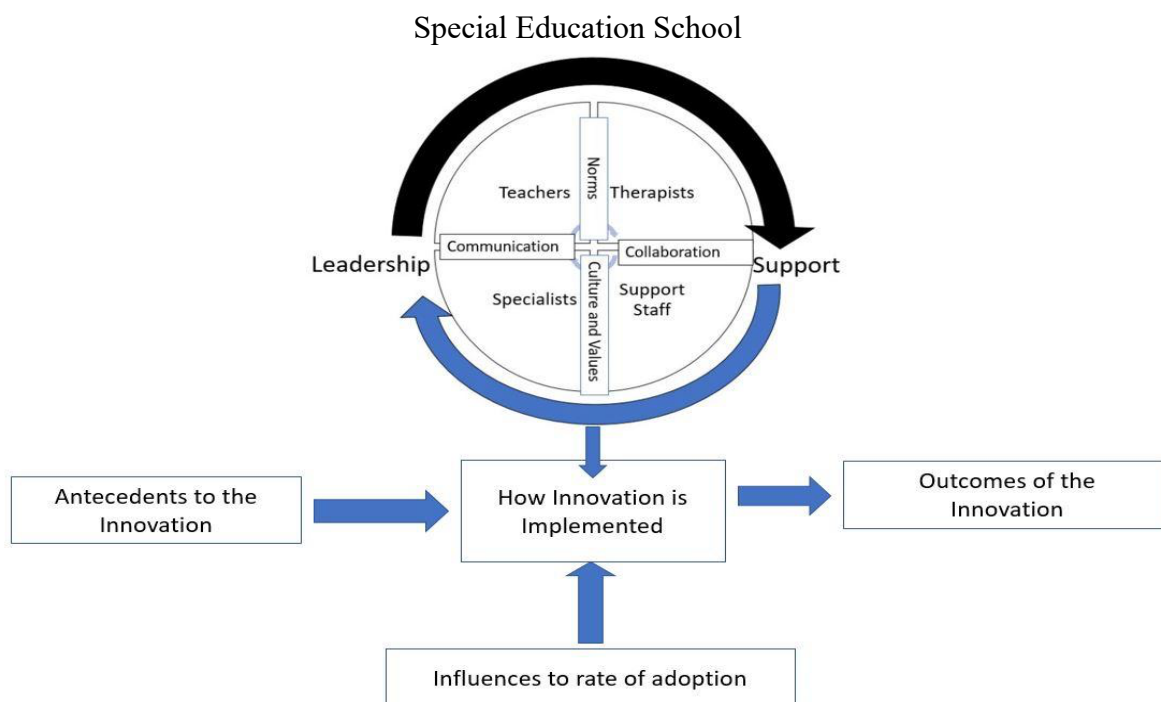 Special Education School
Norms
Teachers
Therapists
Communication
Collaboration
Leadership
Support
Specialists
Culture and Values
Support
Staff
Antecedents to the
Innovation
How Innovation is
Implemented
Outcomes of the
Innovation
Influences to rate of adoption